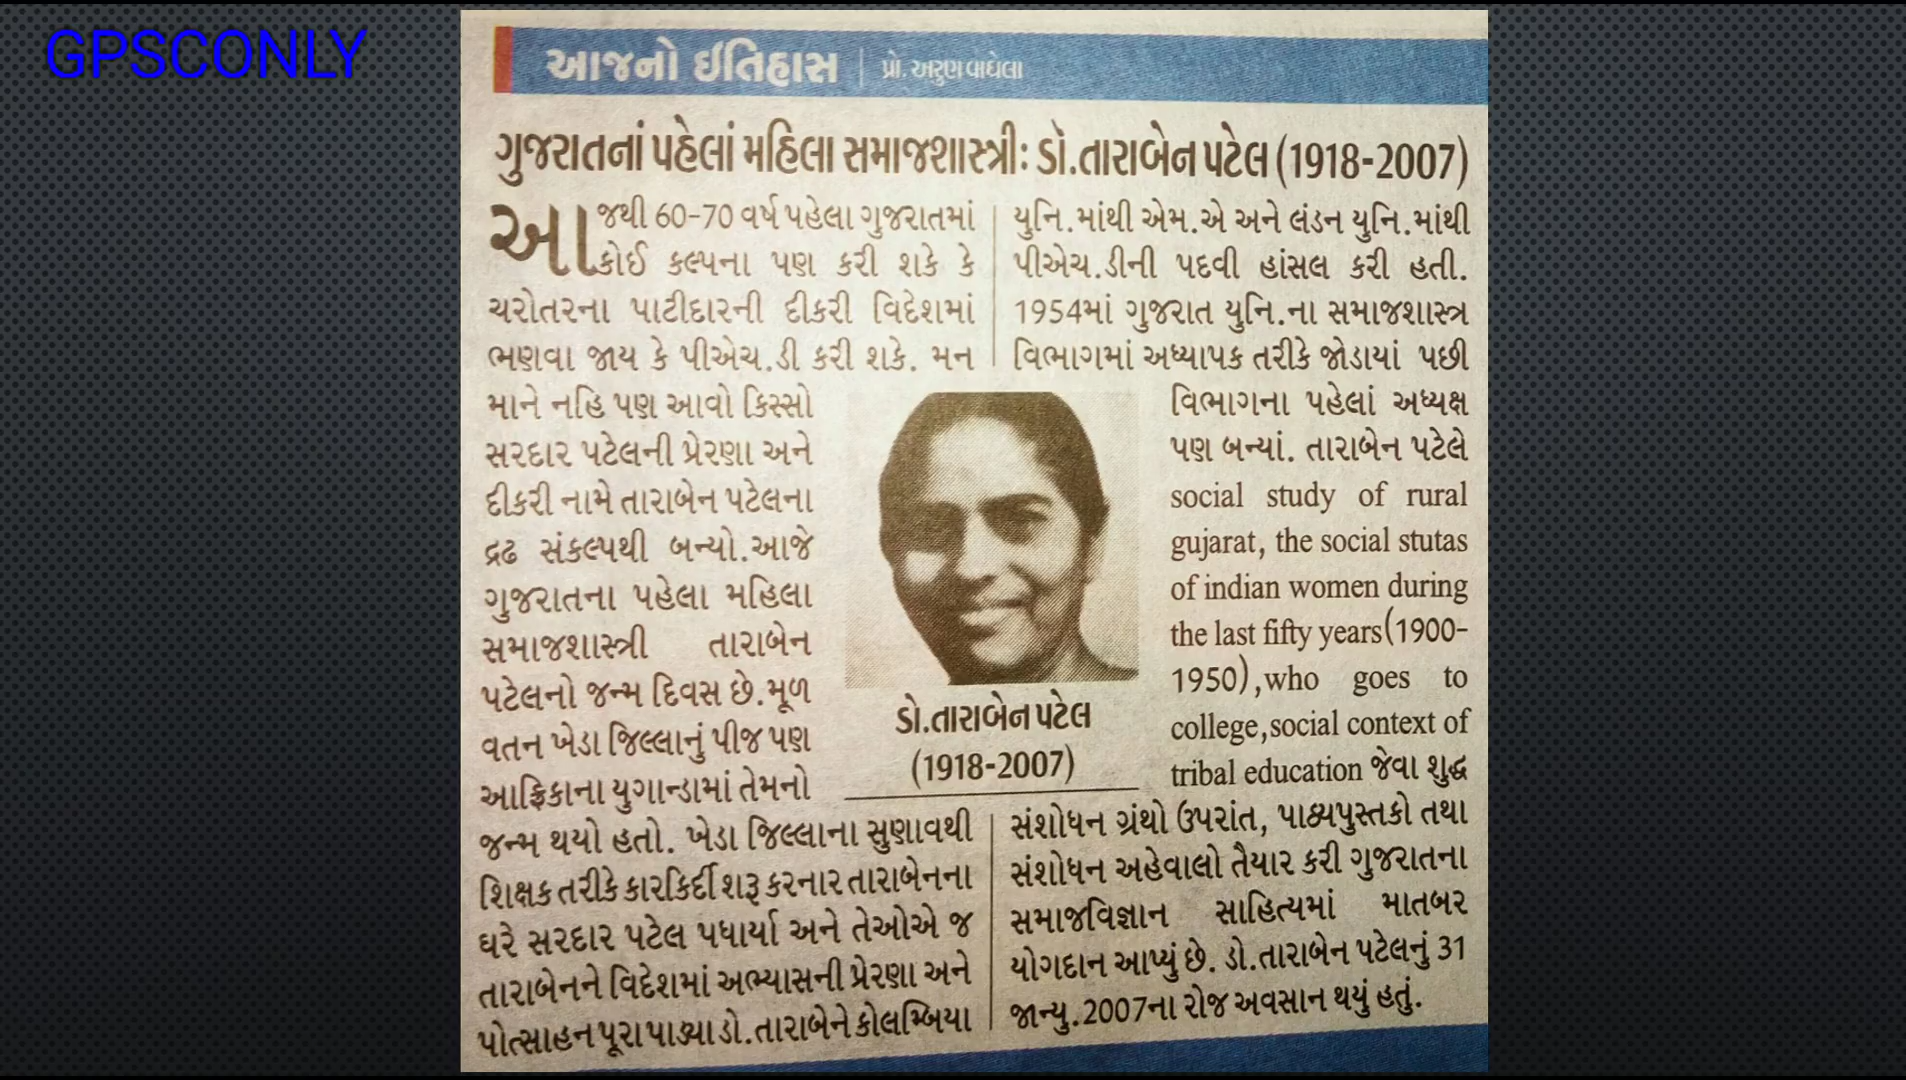 GPSCONLY
આજનો ઈતિહાસ | પ્રો. અરુણ વાઘેલા
ગુજરાતનાં પહેલાં મહિલા સમાજશાસ્ત્રી: ડૉ.તારાબેન પટેલ (1918-2007)
આજથી 60-70 વર્ષ પહેલા ગુજરાતમાં
કોઈ કલ્પના પણ કરી શકે કે
ચરોતરના પાટીદારની દીકરી વિદેશમાં
ભણવા જાય કે પીએચ.ડી કરી શકે. મન
માને નહિ પણ આવો કિસ્સો
સરદાર પટેલની પ્રેરણા અને
દીકરી નામે તારાબેન પટેલના
દ્રઢ સંકલ્પથી બન્યો.આજે
ગુજરાતના પહેલા મહિલા
સમાજશાસ્ત્રી તારાબેન
પટેલનો જન્મ દિવસ છે.મૂળ
વતન ખેડા જિલ્લાનું પીજ પણ
આફ્રિકાના યુગાન્ડામાં તેમનો
જન્મ થયો હતો. ખેડા જિલ્લાના સુણાવથી
શિક્ષક તરીકે કારકિર્દી શરૂ કરનાર તારાબેનના
ઘરે સરદાર પટેલ પધાર્યા અને તેઓએ જ
તારાબેનને વિદેશમાં અભ્યાસની પ્રેરણા અને
પોત્સાહન પૂરા પાડ્યા ડો.તારાબેને કોલમ્બિયા
યુનિ.માંથી એમ.એ અને લંડન યુનિ.માંથી
પીએચ.ડીની પદવી હાંસલ કરી હતી.
1954માં ગુજરાત યુનિ.ના સમાજશાસ્ત્ર
વિભાગમાં અધ્યાપક તરીકે જોડાયાં પછી
વિભાગના પહેલાં અધ્યક્ષ
પણ બન્યાં. તારાબેન પટેલે
social study of rural
gujarat, the social stutas
of indian women during
the last fifty years(1900-
1950),who goes to
college,social context of
tribal education જેવા શુદ્ધ
સંશોધન ગ્રંથો ઉપરાંત, પાઠ્યપુસ્તકો તથા
સંશોધન અહેવાલો તૈયાર કરી ગુજરાતના
સમાજવિજ્ઞાન સાહિત્યમાં માતબર
યોગદાન આપ્યું છે. ડો.તારાબેન પટેલનું 31
જાન્યુ.2007ના રોજ અવસાન થયું હતું.
ડો.તારાબેન પટેલ
(1918-2007)